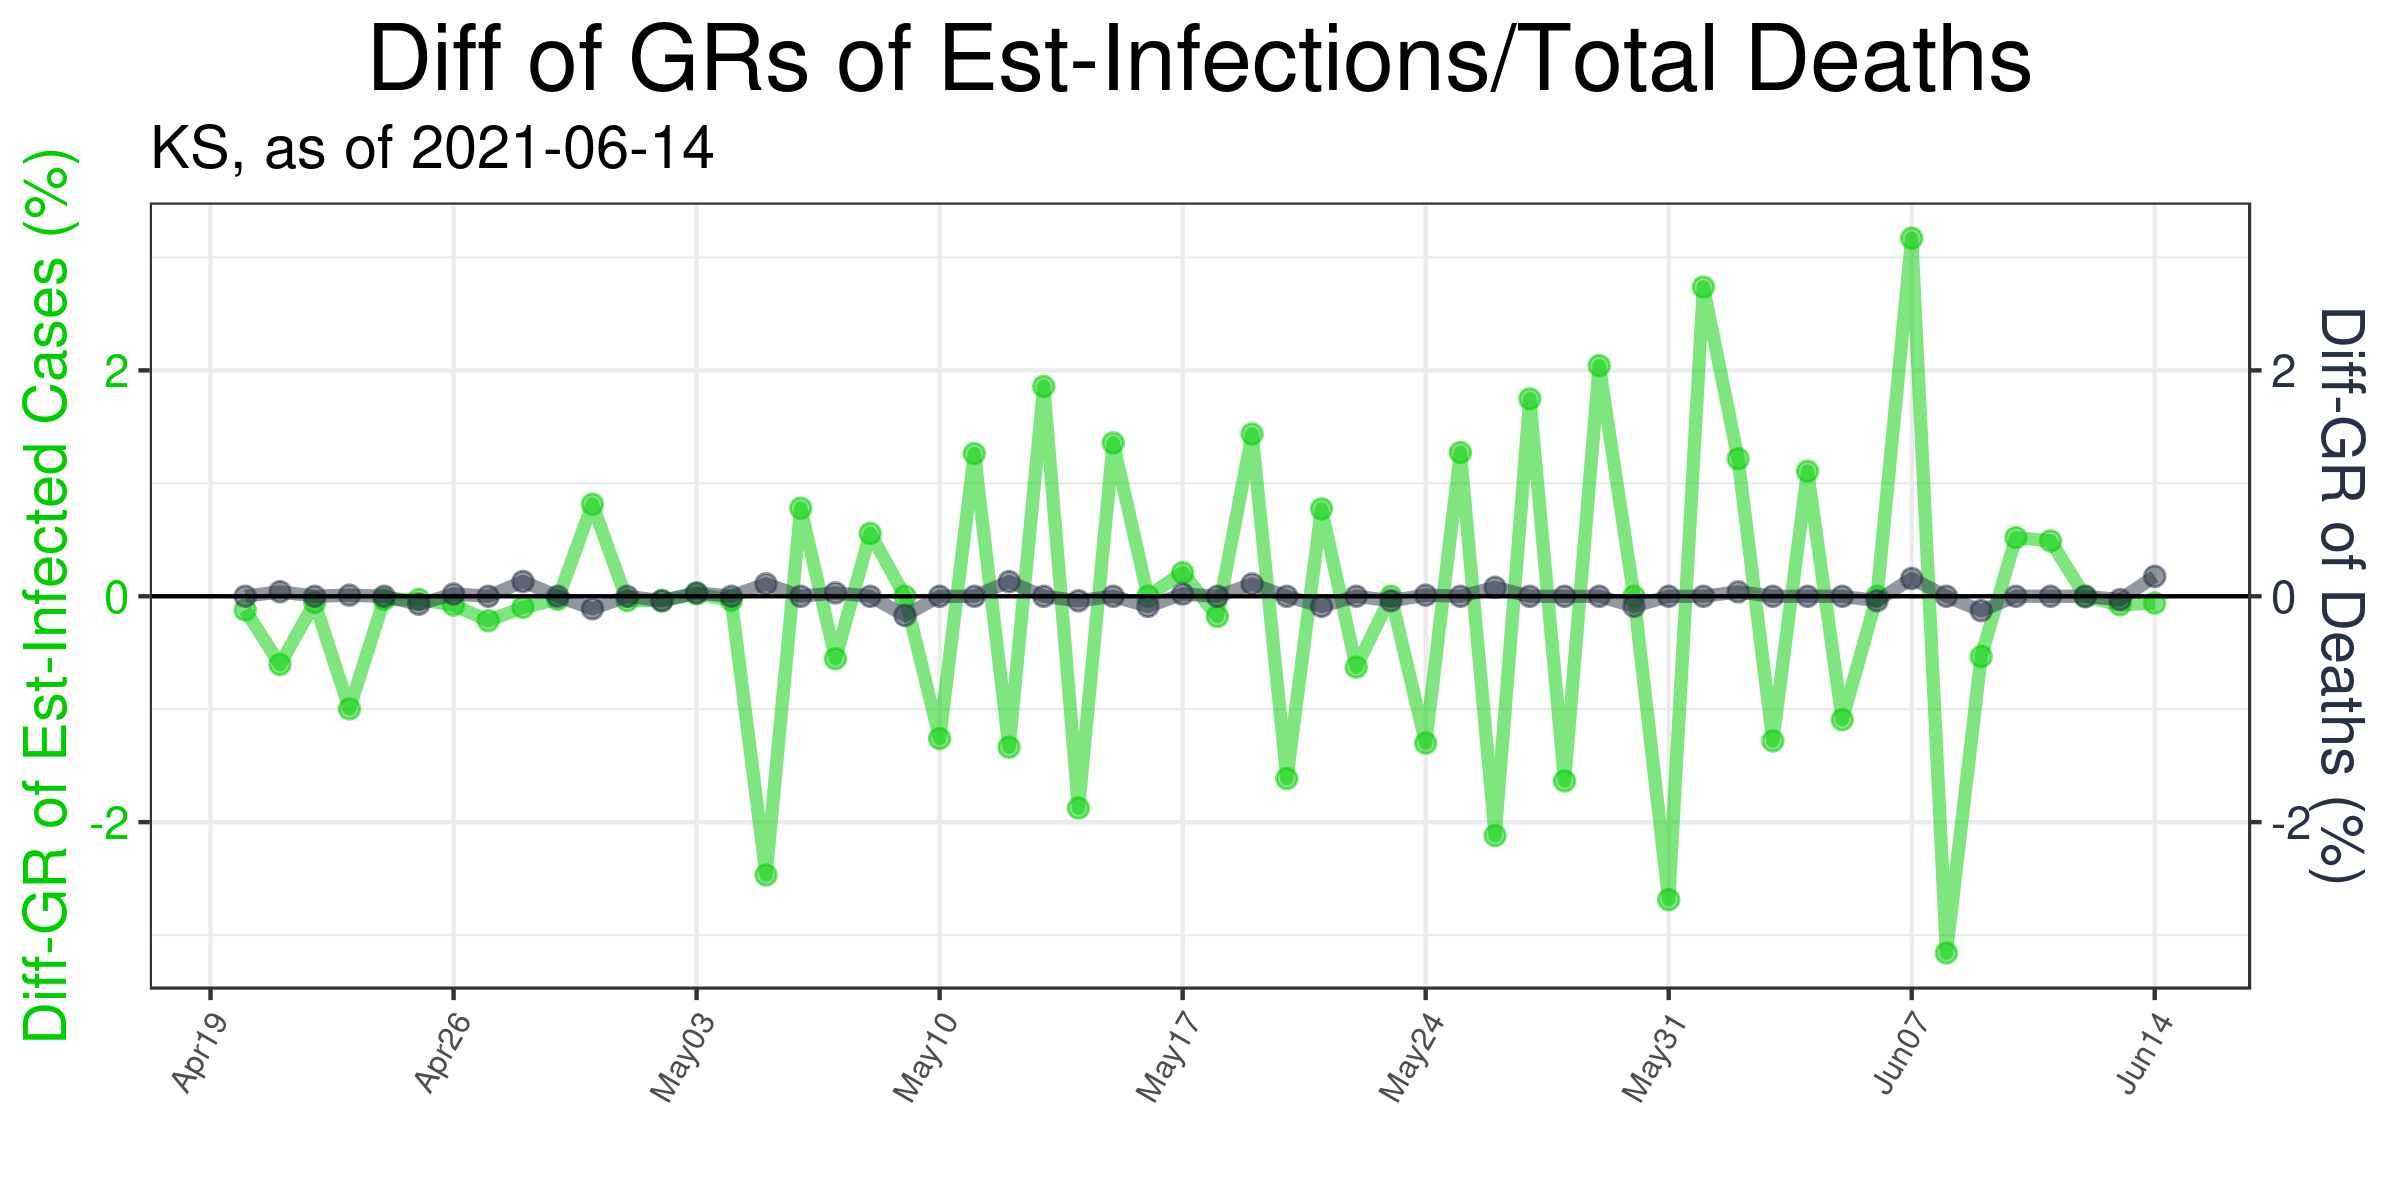 Diff of GRs of Est-Infections/Total Deaths
KS, as of 2021-06-14
Diff-GR of Est-Infected Cases (%)
2
0
-2
2
0
-2
Diff-GR of Deaths (%)
Apr19
Apr26
May03
May10
May17
May24
May31
Jun07
Jun14